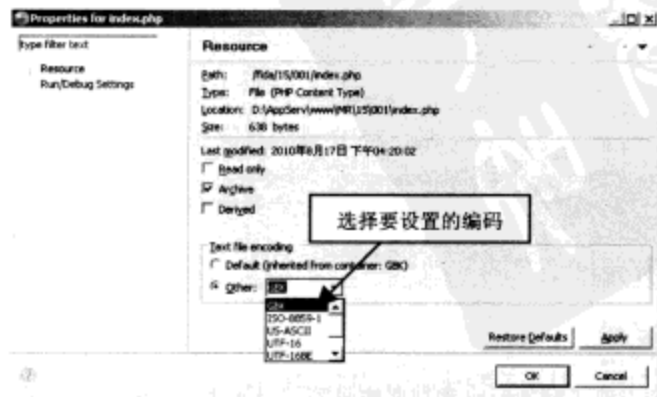 Properties for index.php
type filter text
Resource
Run/Debug Settings
Resource
Path: /fida/15/001/index.php
Type: File (PHP Content Type)
Location: D:\AppServ\www\MR\15\001\index.php
Size: 638 bytes
Last modified: 2010年8月17日 下午04:20:02
Read only
Archive
Derived
选择要设置的编码
Text file encoding
Default (inherited from container: GBK)
Other: GBK
GBK
ISO-8859-1
US-ASCII
UTF-16
UTF-16BE
Restore Defaults
Apply
OK
Cancel